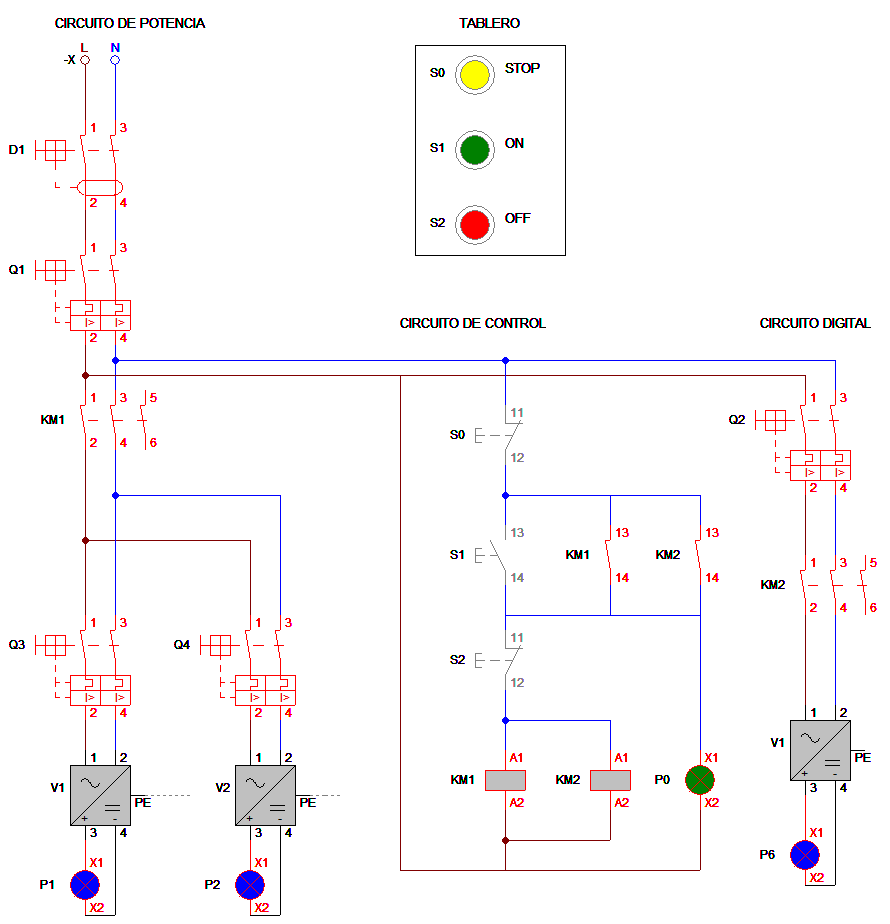 CIRCUITO DE POTENCIA
TABLERO
L N
-X
S0 STOP
S1 ON
S2 OFF
1 3
D1
2 4
1 3
Q1
I> I>
2 4
CIRCUITO DE CONTROL
CIRCUITO DIGITAL
1 3 5
KM1
2 4 6
11
S0
12
1 3
Q2
I> I>
2 4
13 13 13
S1 KM1 KM2
14 14 14
1 3 5
KM2
2 4 6
1 3
Q3
I> I>
2 4
1 3
Q4
I> I>
2 4
11
S2
12
1 2
V1
+ -
PE
3 4
1 2
V2
+ -
PE
3 4
A1 A1 X1
KM1 KM2 P0
A2 A2 X2
1 2
V1
+ -
PE
3 4
X1
P1
X2
X1
P2
X2
X1
P6
X2